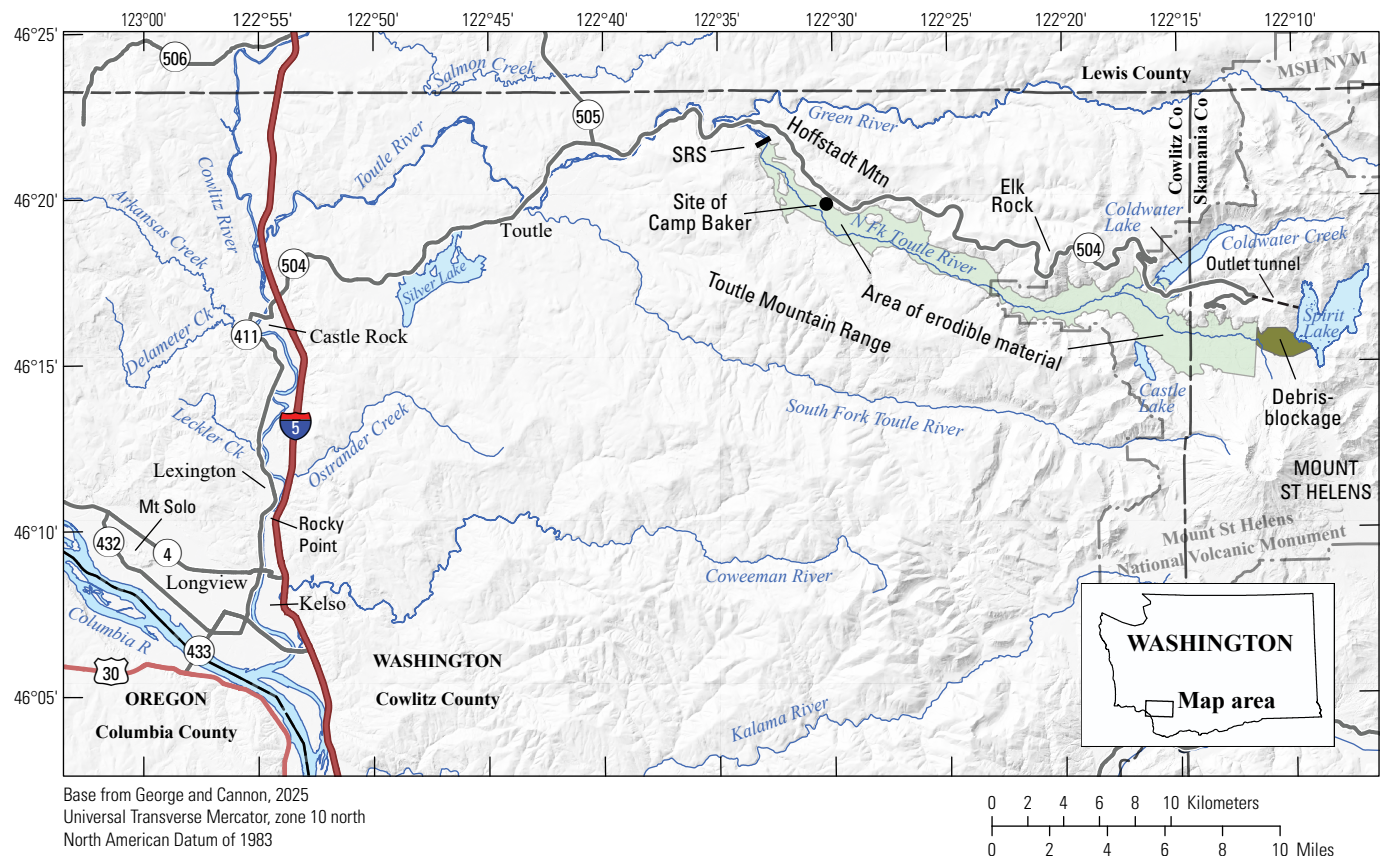 123°00'
122°55'
122°50'
122°45'
122°40'
122°35'
122°30'
122°25'
122°20'
122°15'
122°10'
46°25'
46°20'
46°15'
46°10'
46°05'
506
Salmon Creek
505
Lewis County
MSH NVM
Cowlitz Co
Skamania Co
Green River
Hoffstadt Mtn
SRS
Toutle River
Cowlitz River
Arkansas Creek
Site of
Camp Baker
Elk
Rock
Coldwater
Lake
Coldwater Creek
Outlet tunnel
504
N Fk Toutle River
Toutle
504
Silver Lake
Spirit
Lake
Toutle Mountain Range
Area of erodible material
Delameter Ck
411
Castle Rock
Castle
Lake
Debris-
blockage
South Fork Toutle River
Leckler Ck
5
Ostrander Creek
Lexington
MOUNT
ST HELENS
Mt Solo
432
4
Rocky
Point
Mount St Helens
National Volcanic Monument
Longview
Coweeman River
Kelso
Columbia R
433
30
OREGON
Columbia County
WASHINGTON
Cowlitz County
Kalama River
WASHINGTON
Map area
Base from George and Cannon, 2025
Universal Transverse Mercator, zone 10 north
North American Datum of 1983
0 2 4 6 8 10 Kilometers
0 2 4 6 8 10 Miles